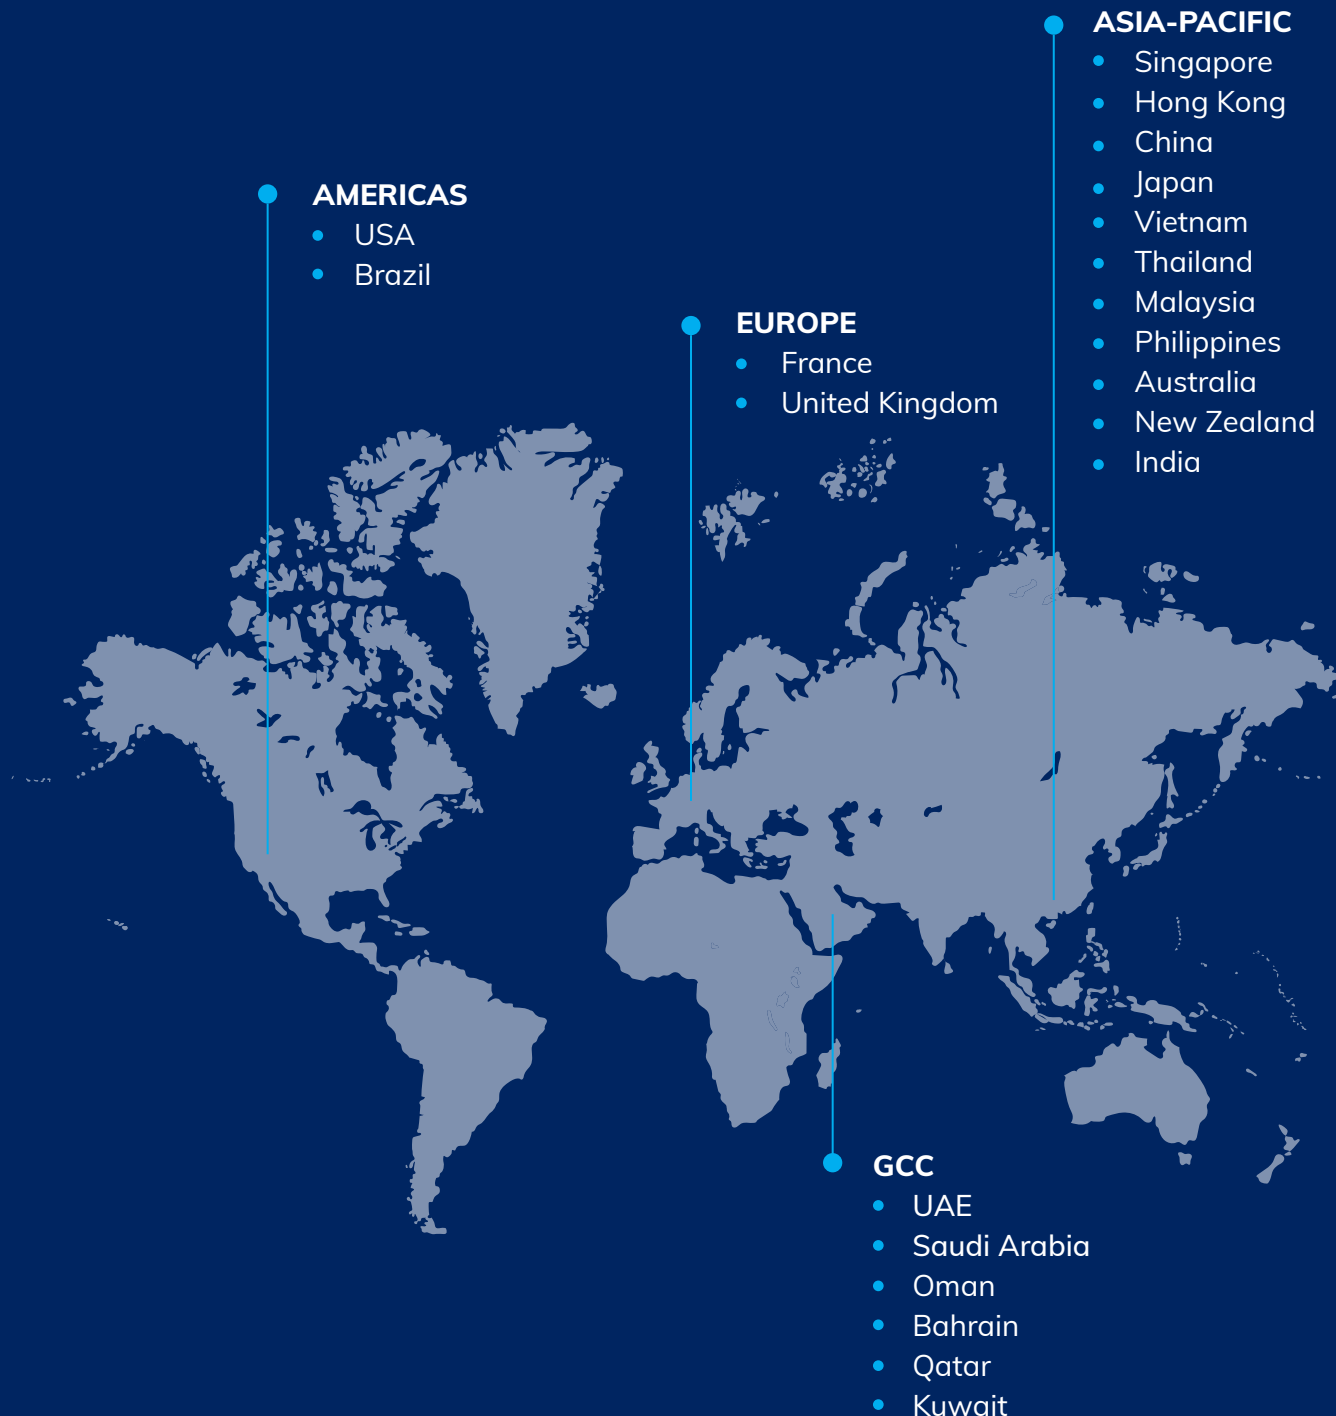 ASIA-PACIFIC
Singapore
Hong Kong
China
Japan
Vietnam
Thailand
Malaysia
Philippines
Australia
New Zealand
India
AMERICAS
USA
Brazil
EUROPE
France
United Kingdom
GCC
UAE
Saudi Arabia
Oman
Bahrain
Qatar
Kuwait